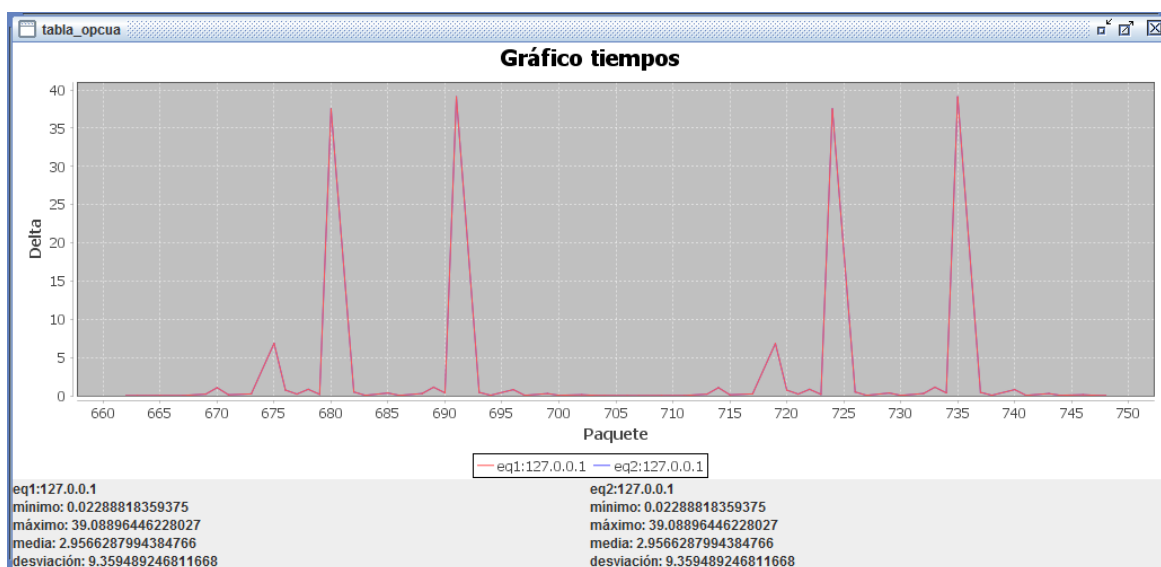 tabla_opcua
Gráfico tiempos
40
35
30
25
20
15
10
5
0
Delta
660 665 670 675 680 685 690 695 700 705 710 715 720 725 730 735 740 745 750
Paquete
eq1:127.0.0.1 eq2:127.0.0.1
eq1:127.0.0.1 eq2:127.0.0.1
mínimo: 0.02288818359375 mínimo: 0.02288818359375
máximo: 39.08896446228027 máximo: 39.08896446228027
media: 2.9566287994384766 media: 2.9566287994384766
desviación: 9.359489246811668 desviación: 9.359489246811668